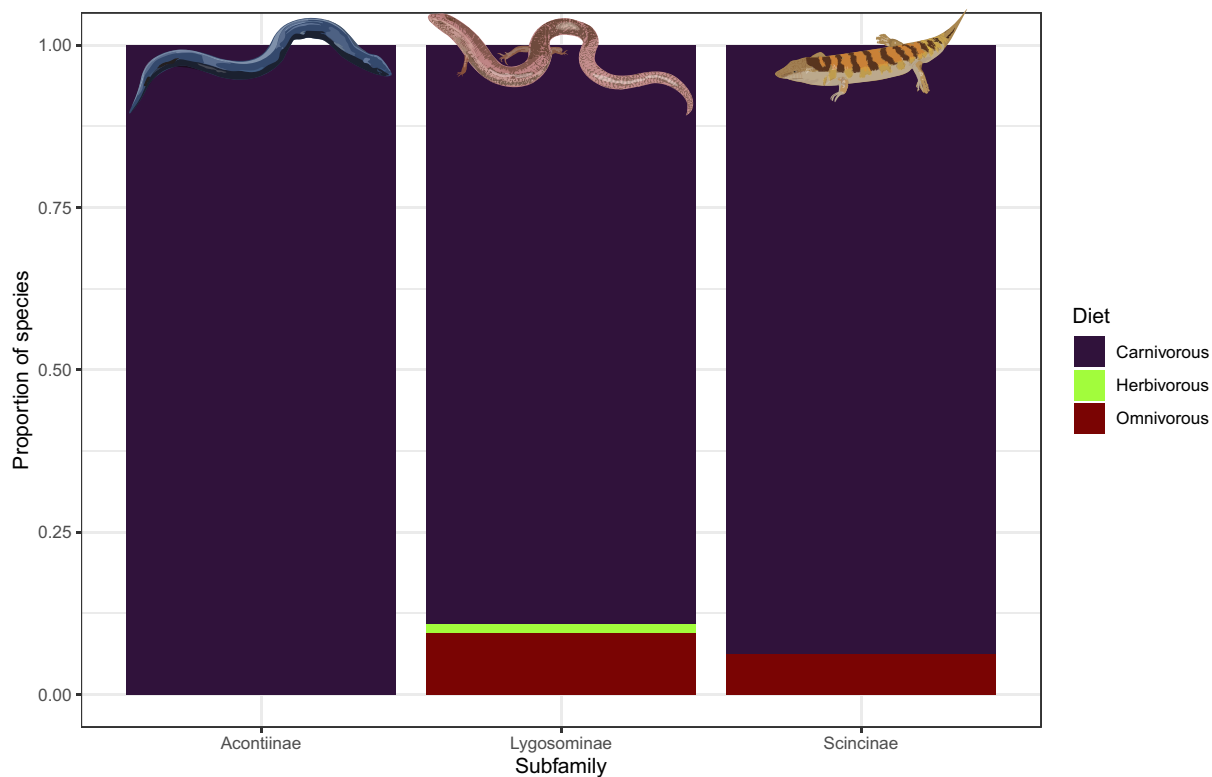 1.00
0.75
0.50
0.25
0.00
Proportion of species
Acontiinae
Lygosominae
Scincinae
Subfamily
Diet
Carnivorous
Herbivorous
Omnivorous